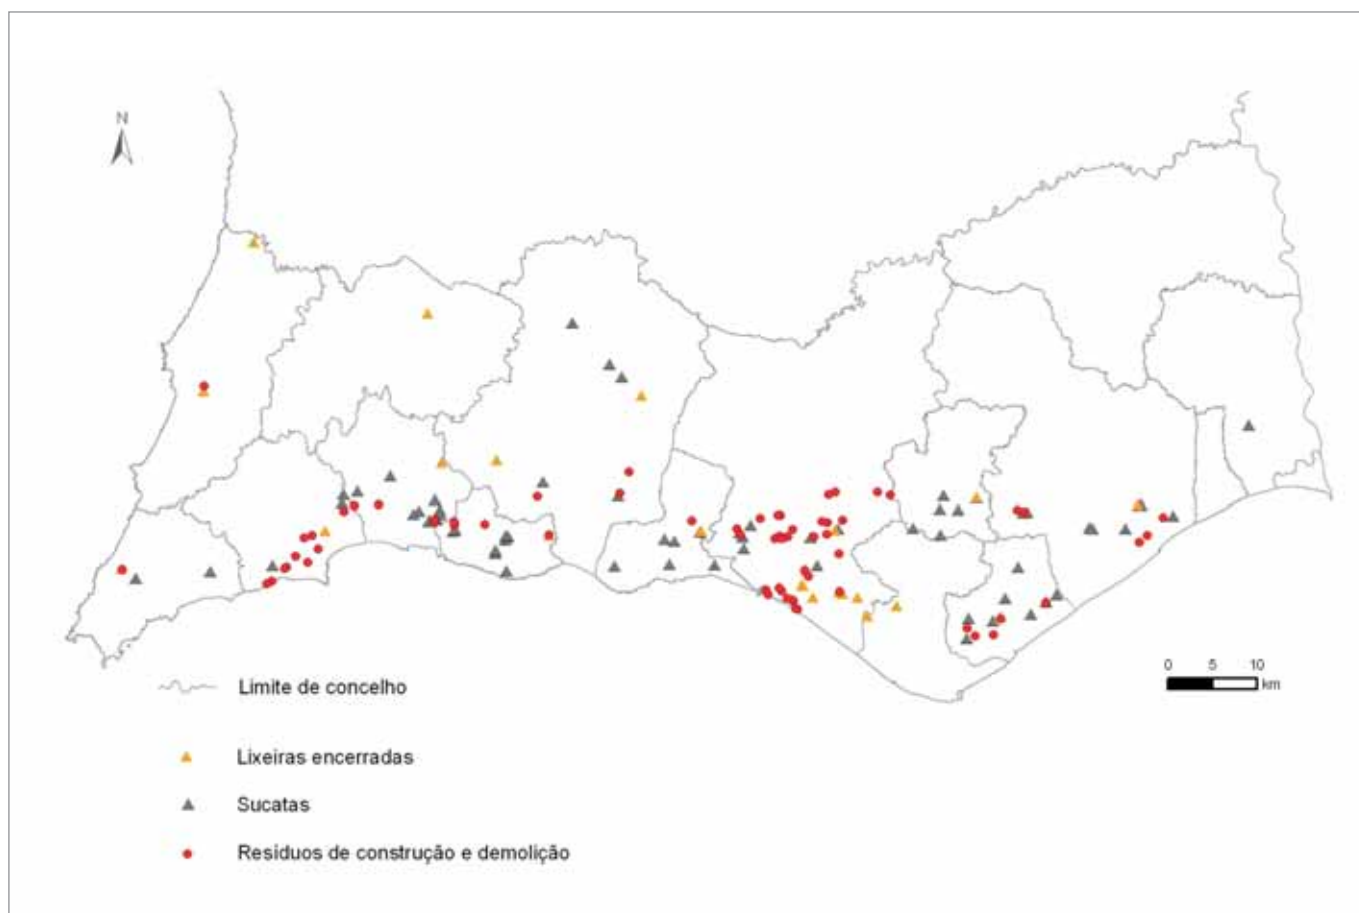 N
0 5 10
km
Limite de concelho
Lixeiras encerradas
Sucatas
Resíduos de construção e demolição